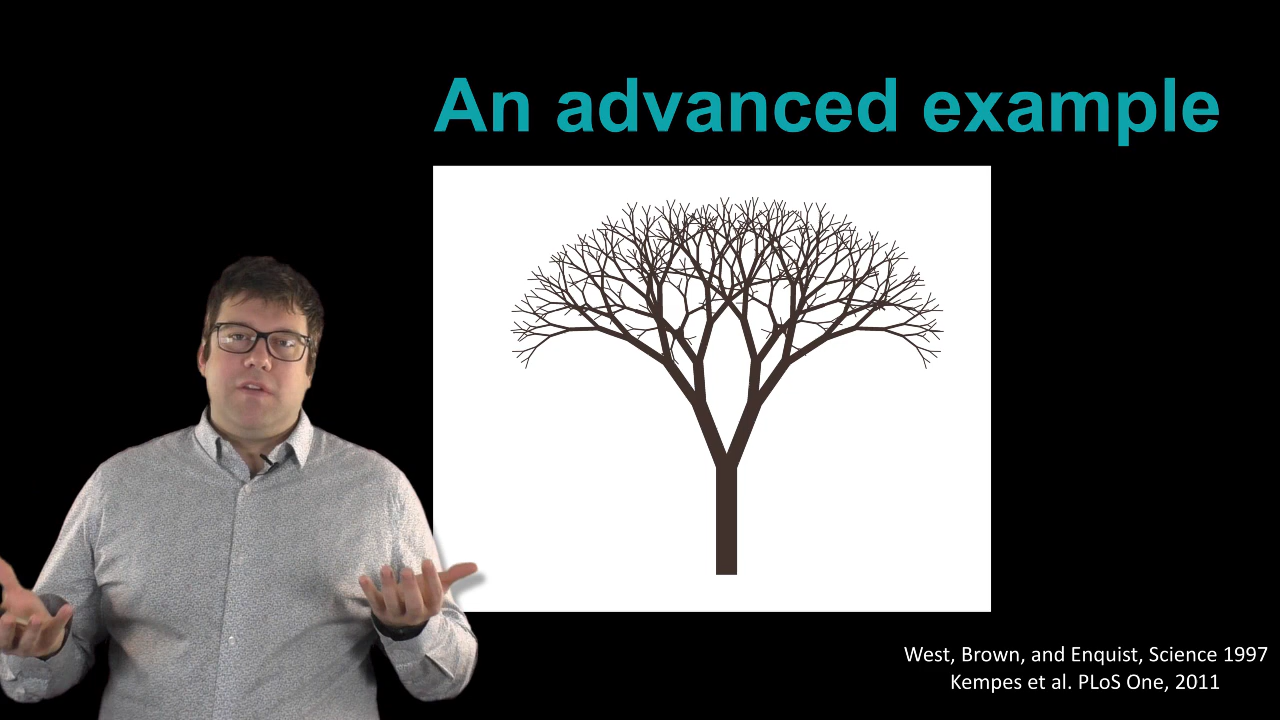 An advanced example
West, Brown, and Enquist, Science 1997
Kempes et al. PLoS One, 2011